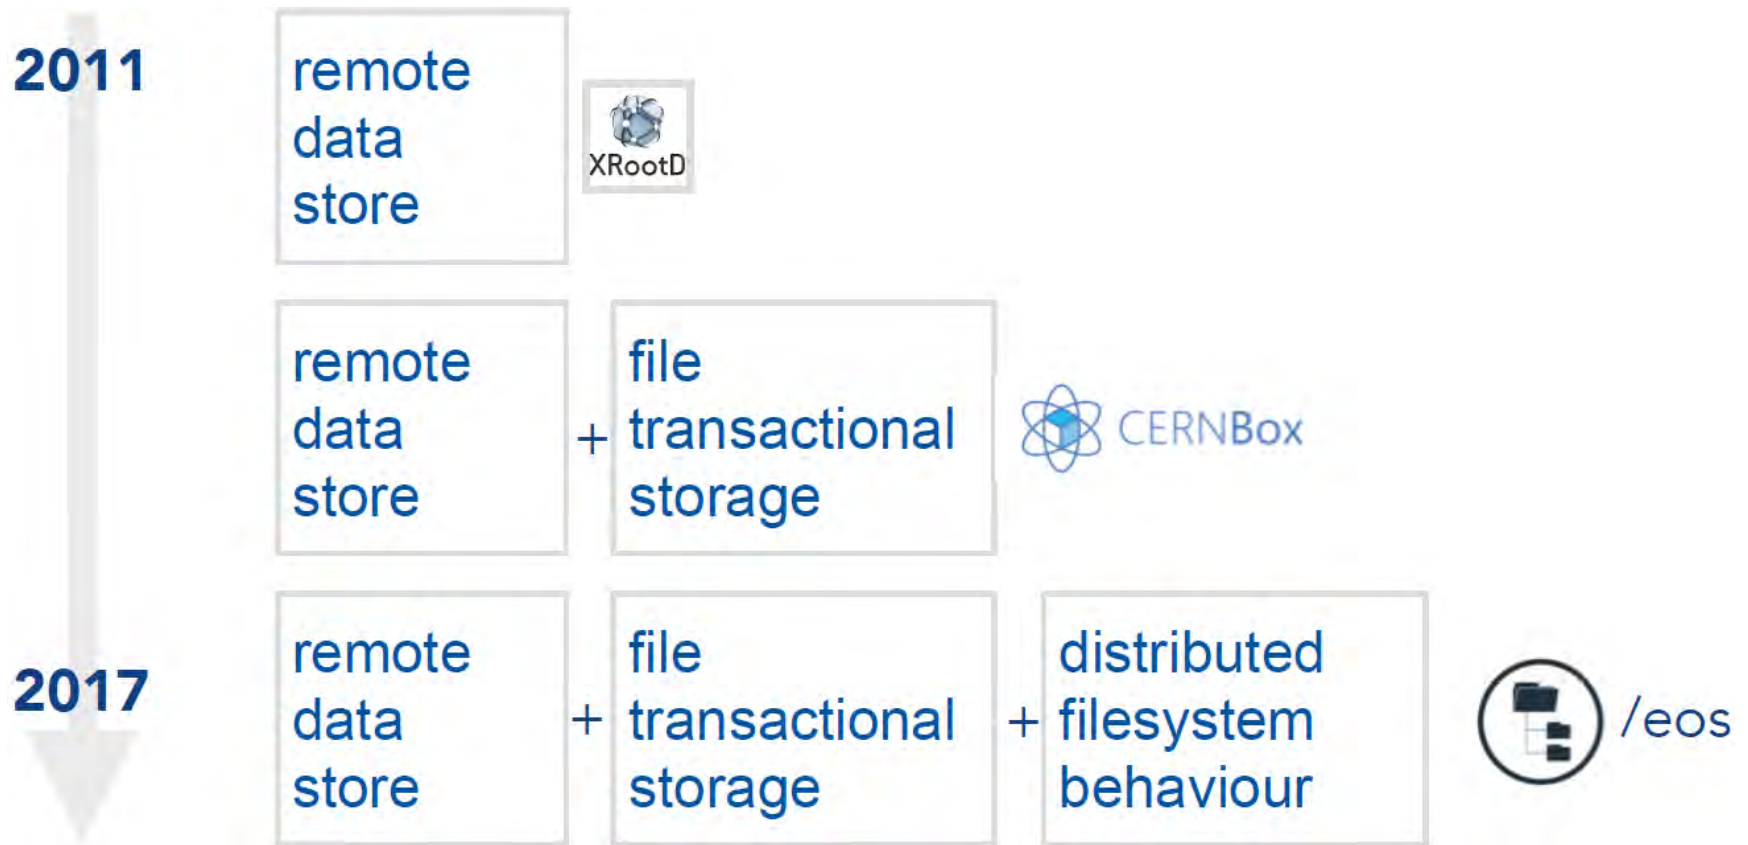 2011
remote
data
store
XRootD
remote
data
store
+
file
transactional
storage
CERNBox
2017
remote
data
store
+
file
transactional
storage
+
distributed
filesystem
behaviour
/eos